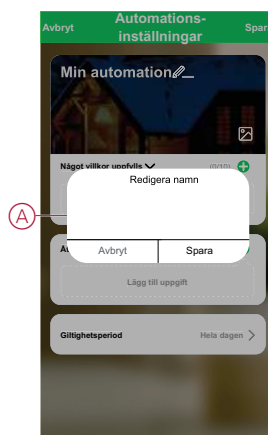 Avbryt
Automations-
inställningar
Spar
Min automation
Något villkor uppfylls
(0/10)
Redigera namn
A
Avbryt
Spara
Lägg till uppgift
Giltighetsperiod
Hela dagen